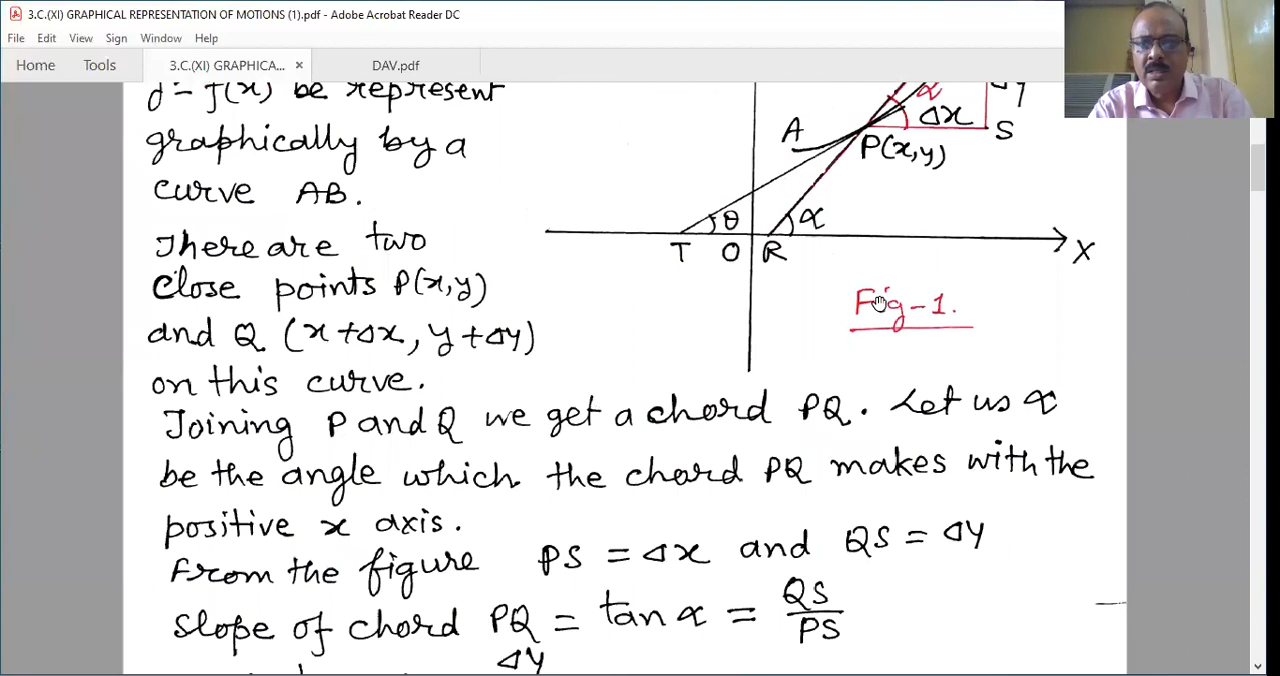 3.C.(XI) GRAPHICAL REPRESENTATION OF MOTIONS (1).pdf - Adobe Acrobat Reader DC
File Edit View Sign Window Help
Home Tools 3.C.(XI) GRAPHICA... × DAV.pdf
y = f(x) be represent
graphically by a
curve AB.
There are two
close points P(x,y)
and Q (x+Δx, y+Δy)
on this curve.
α
Δx
Δy
S
A
P(x,y)
θ
α
T O R
X
Fig-1.
Joining P and Q we get a chord PQ. Let us α
be the angle which the chord PQ makes with the
positive x axis.
From the figure PS = Δx and QS = Δy
Slope of chord PQ = tan α = QS/PS
Δy